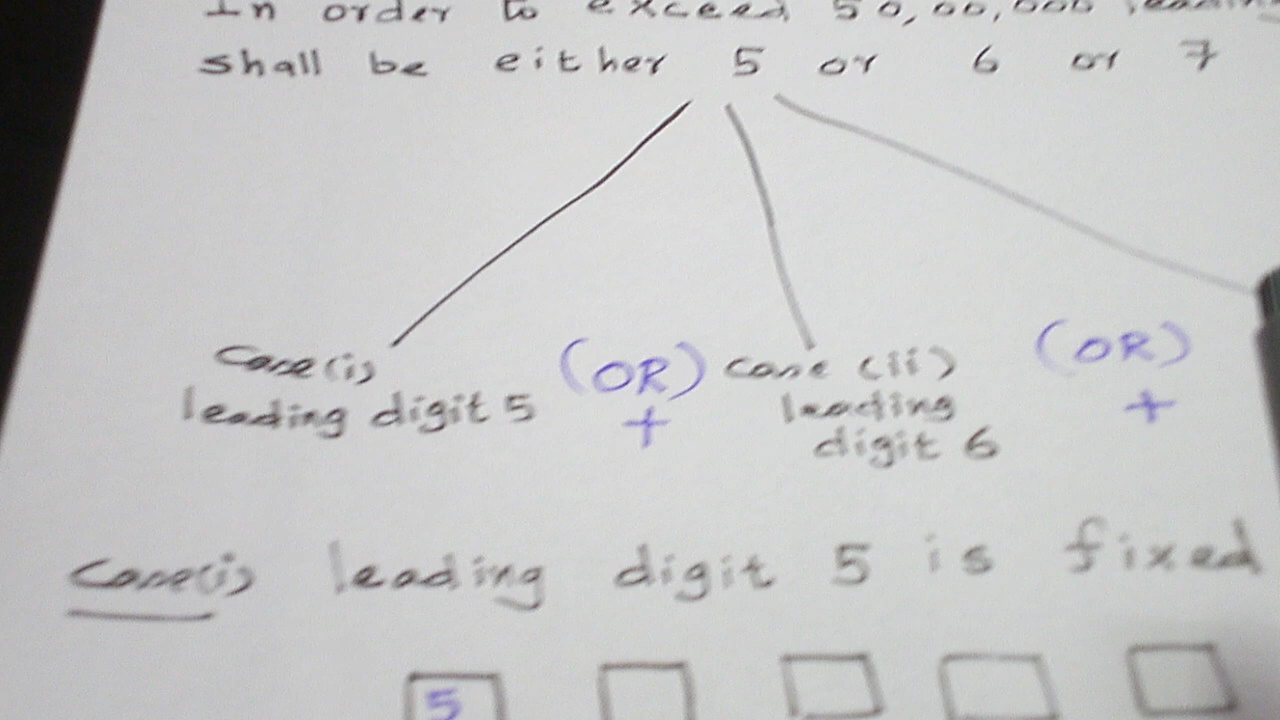 In order to exceed 50,00,000 leading
shall be either 5 or 6 or 7
Case(i) (OR) case (ii) (OR)
leading digit 5 + leading +
digit 6
Case(i) leading digit 5 is fixed
5